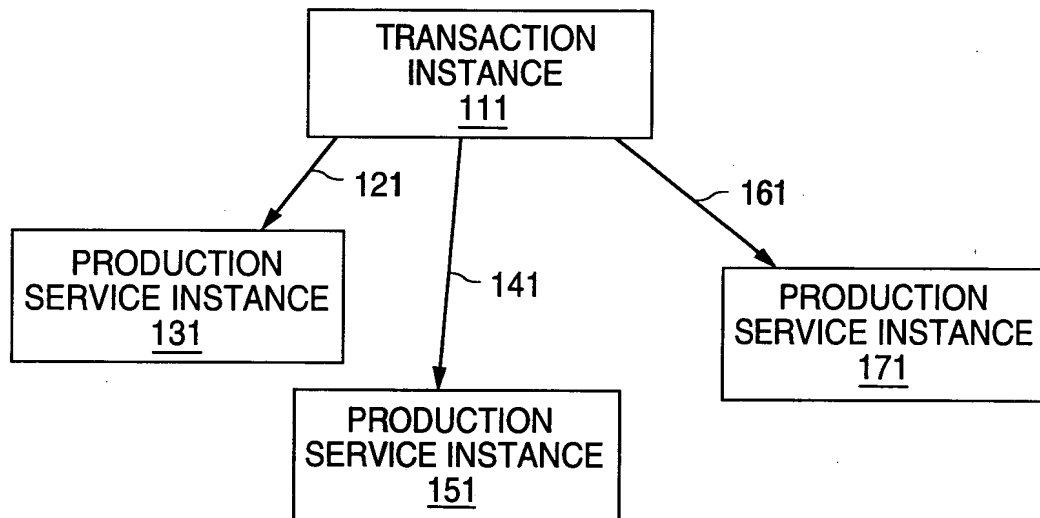 TRANSACTION
INSTANCE
111
121
161
PRODUCTION
SERVICE INSTANCE
131
141
PRODUCTION
SERVICE INSTANCE
171
PRODUCTION
SERVICE INSTANCE
151